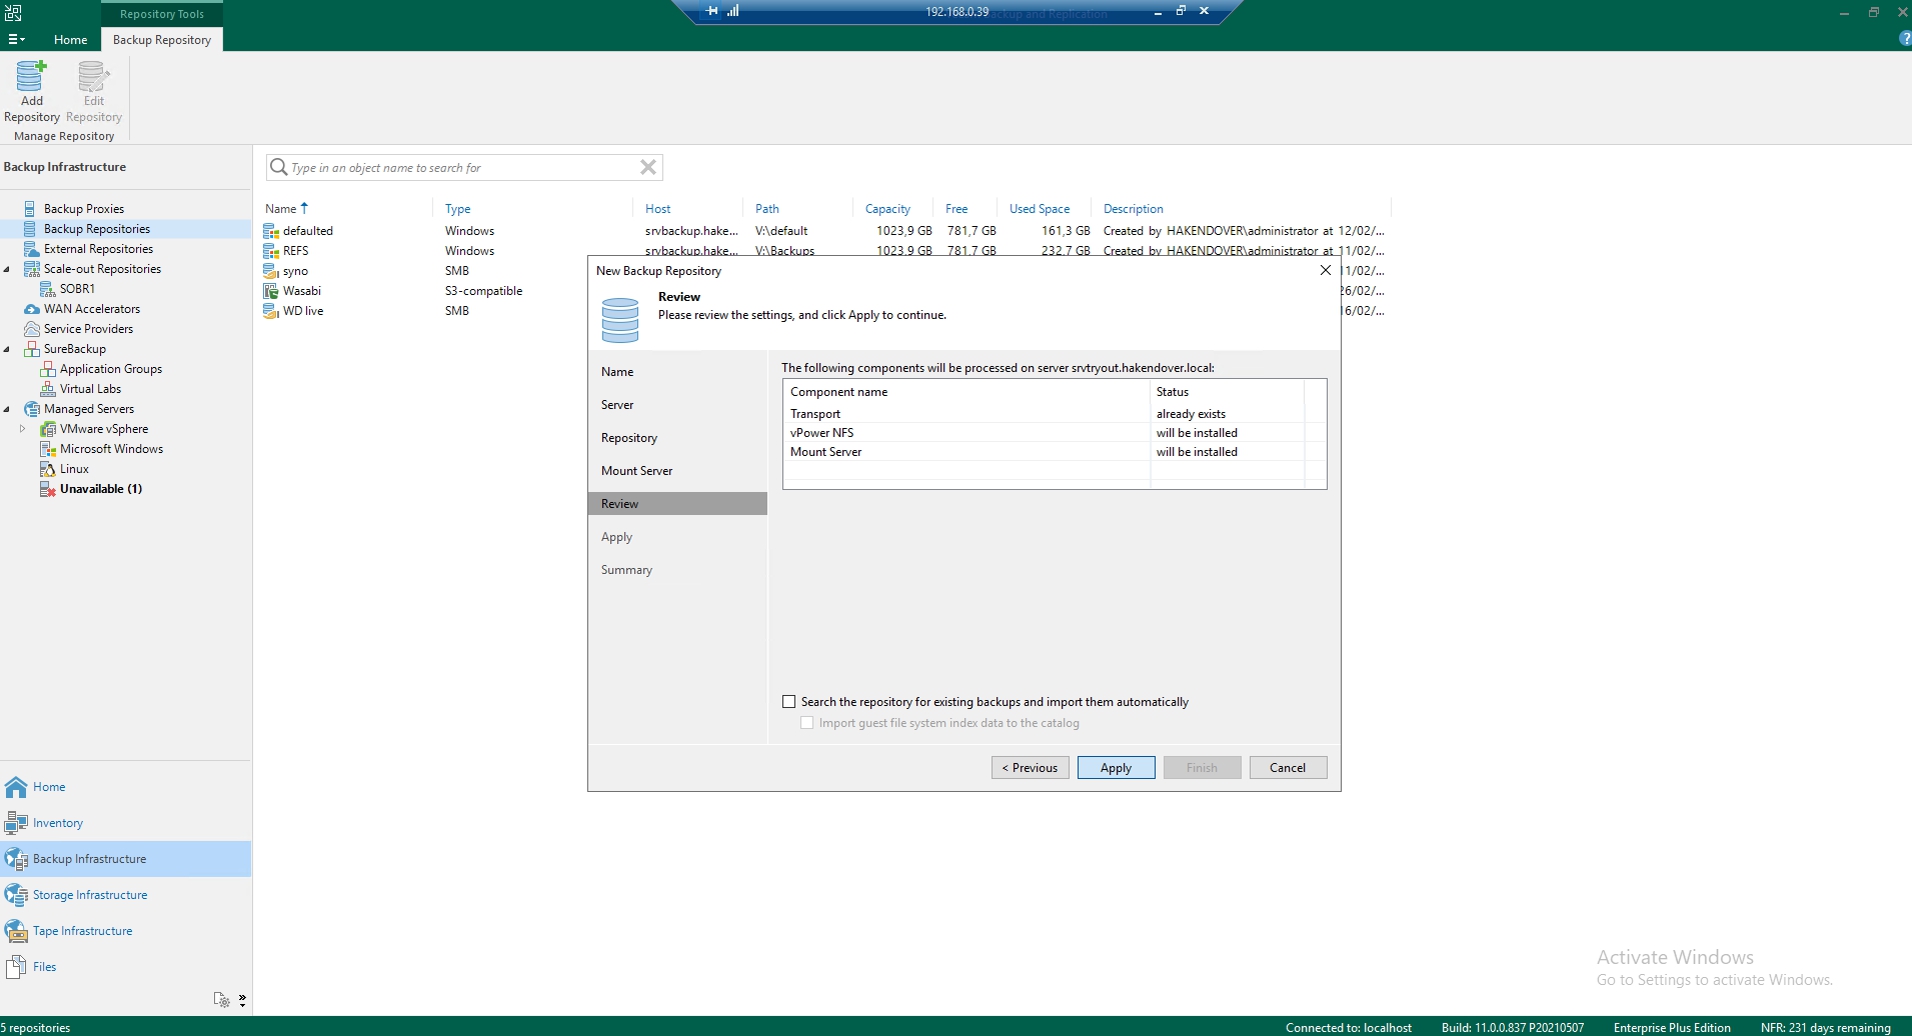 Repository Tools
192.168.0.39
ackup and Replication
Home
Backup Repository
?
Add
Repository
Edit
Repository
Manage Repository
Backup Infrastructure
Backup Proxies
Backup Repositories
External Repositories
Scale-out Repositories
SOBR1
WAN Accelerators
Service Providers
SureBackup
Application Groups
Virtual Labs
Managed Servers
VMware vSphere
Microsoft Windows
Linux
Unavailable (1)
Home
Inventory
Backup Infrastructure
Storage Infrastructure
Tape Infrastructure
Files
Type in an object name to search for
Name Type Host Path Capacity Free Used Space Description
defaulted Windows srvbackup.hake... V:\default 1023,9 GB 781,7 GB 161,3 GB Created by HAKENDOVER\administrator at 12/02/...
REFS Windows srvbackup.hake... V:\Backups 1023,9 GB 781,7 GB 232,7 GB Created by HAKENDOVER\administrator at 11/02/...
syno SMB 11/02/...
Wasabi S3-compatible 26/02/...
WD live SMB 16/02/...
New Backup Repository
Review
Please review the settings, and click Apply to continue.
Name
Server
Repository
Mount Server
Review
Apply
Summary
The following components will be processed on server srvtryout.hakendover.local:
Component name Status
Transport already exists
vPower NFS will be installed
Mount Server will be installed
Search the repository for existing backups and import them automatically
Import guest file system index data to the catalog
< Previous Apply Finish Cancel
Activate Windows
Go to Settings to activate Windows.
5 repositories
Connected to: localhost Build: 11.0.0.837 P20210507 Enterprise Plus Edition NFR: 231 days remaining